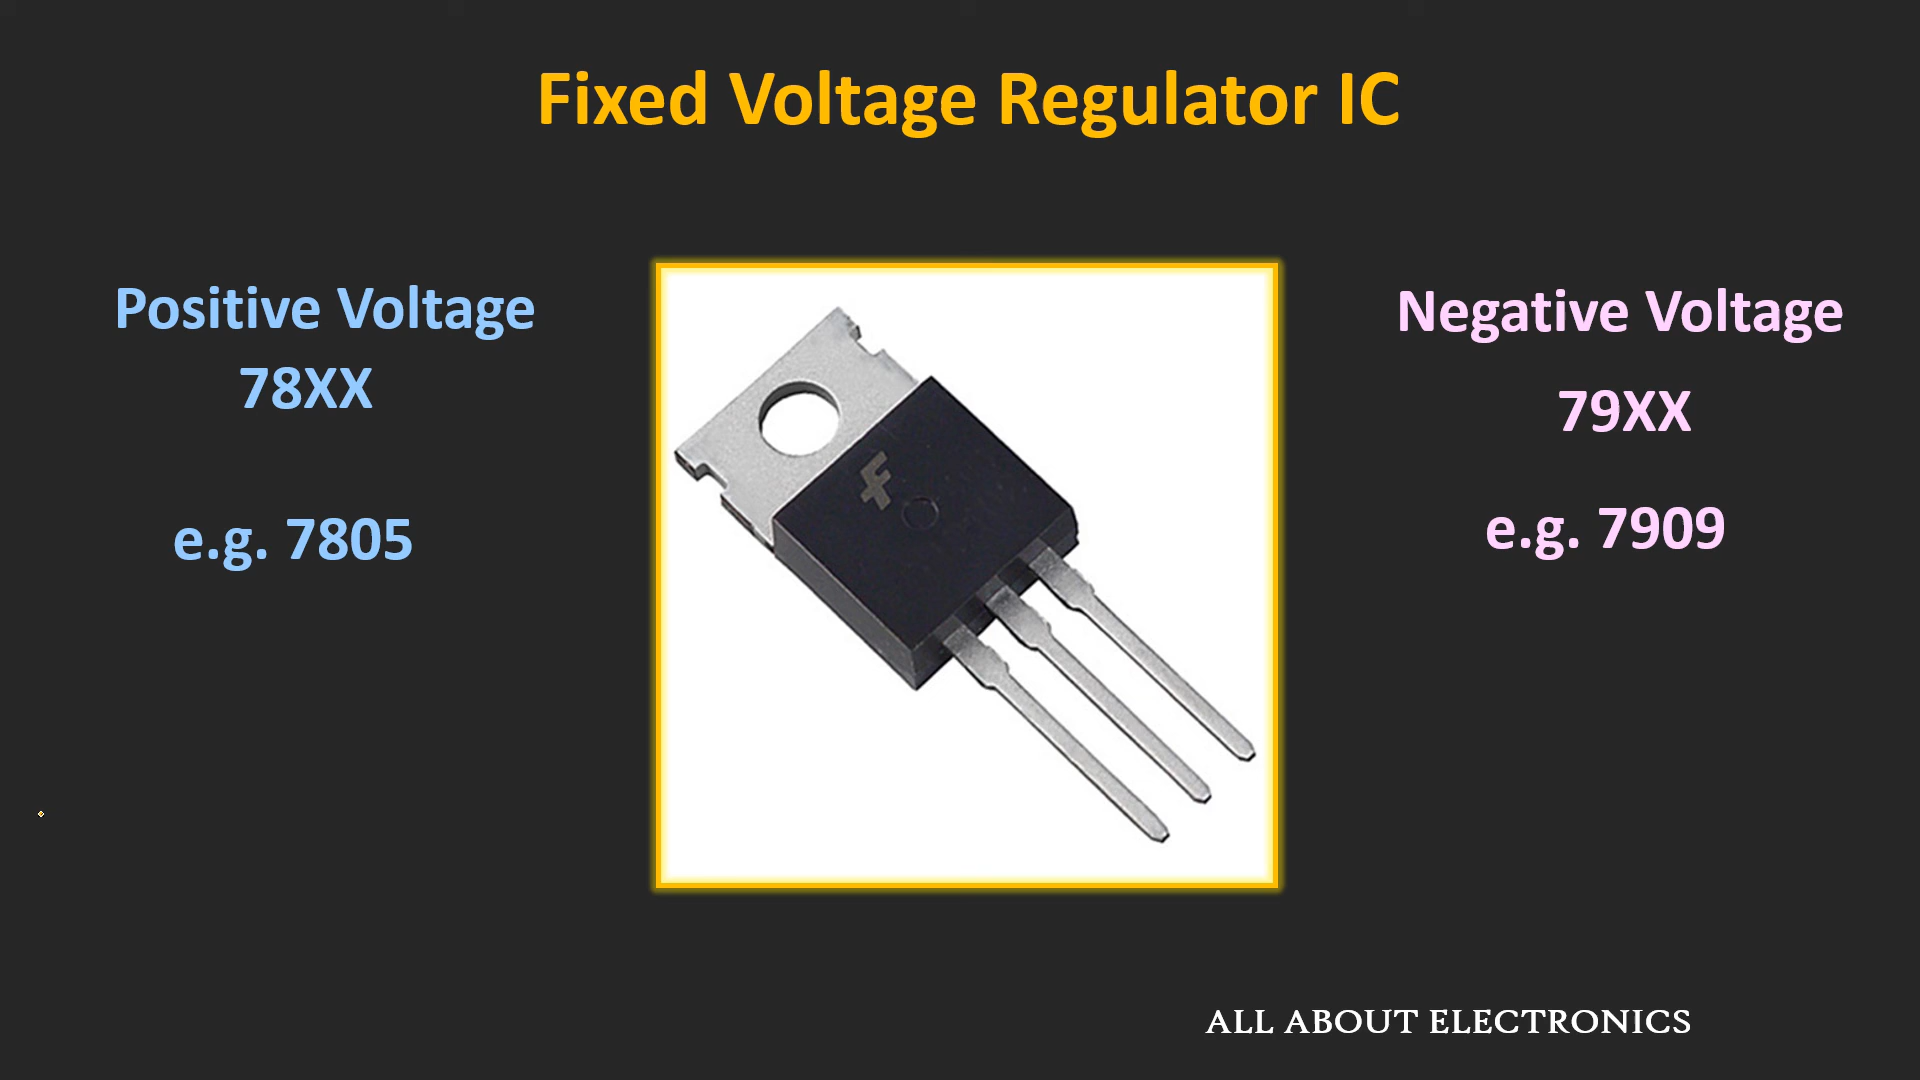 Fixed Voltage Regulator IC
Positive Voltage
78XX
e.g. 7805
Negative Voltage
79XX
e.g. 7909
ALL ABOUT ELECTRONICS